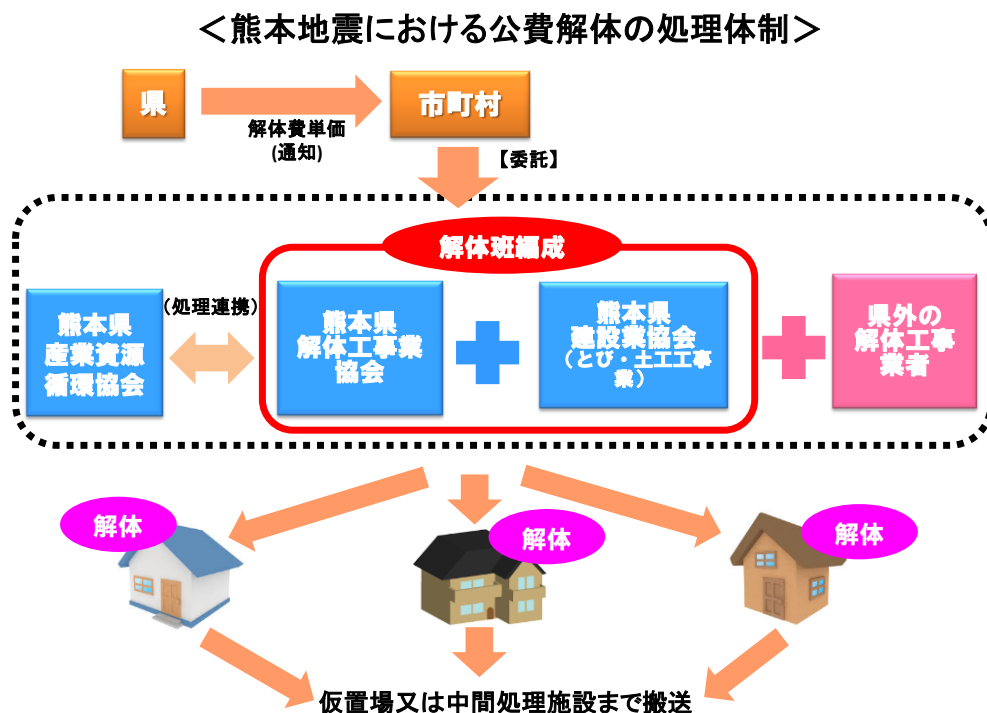 ＜熊本地震における公費解体の処理体制＞
県
解体費単価
(通知)
市町村
【委託】
解体班編成
熊本県
産業資源
循環協会
（処理連携）
熊本県
解体工事業
協会
熊本県
建設業協会
（とび・土工工事
業）
県外の
解体工事
業者
解体
解体
解体
仮置場又は中間処理施設まで搬送